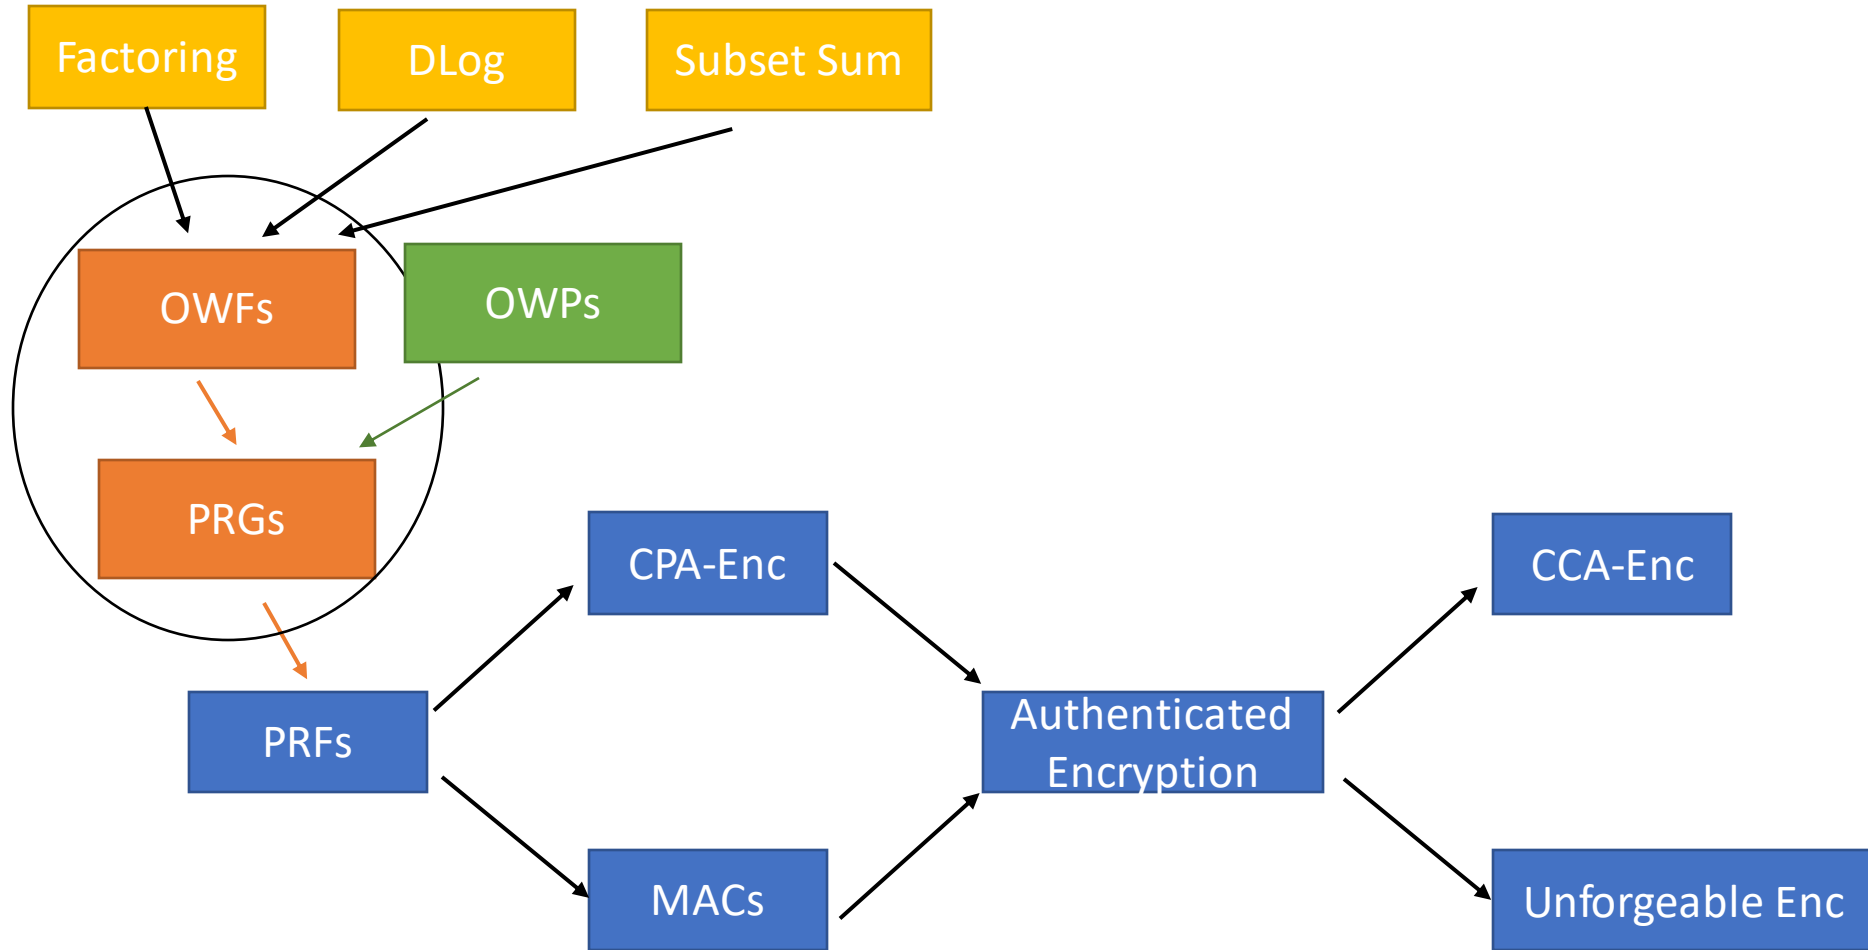 Factoring
DLog
Subset Sum
OWFs
OWPs
PRGs
CPA-Enc
CCA-Enc
PRFs
Authenticated
Encryption
MACs
Unforgeable Enc